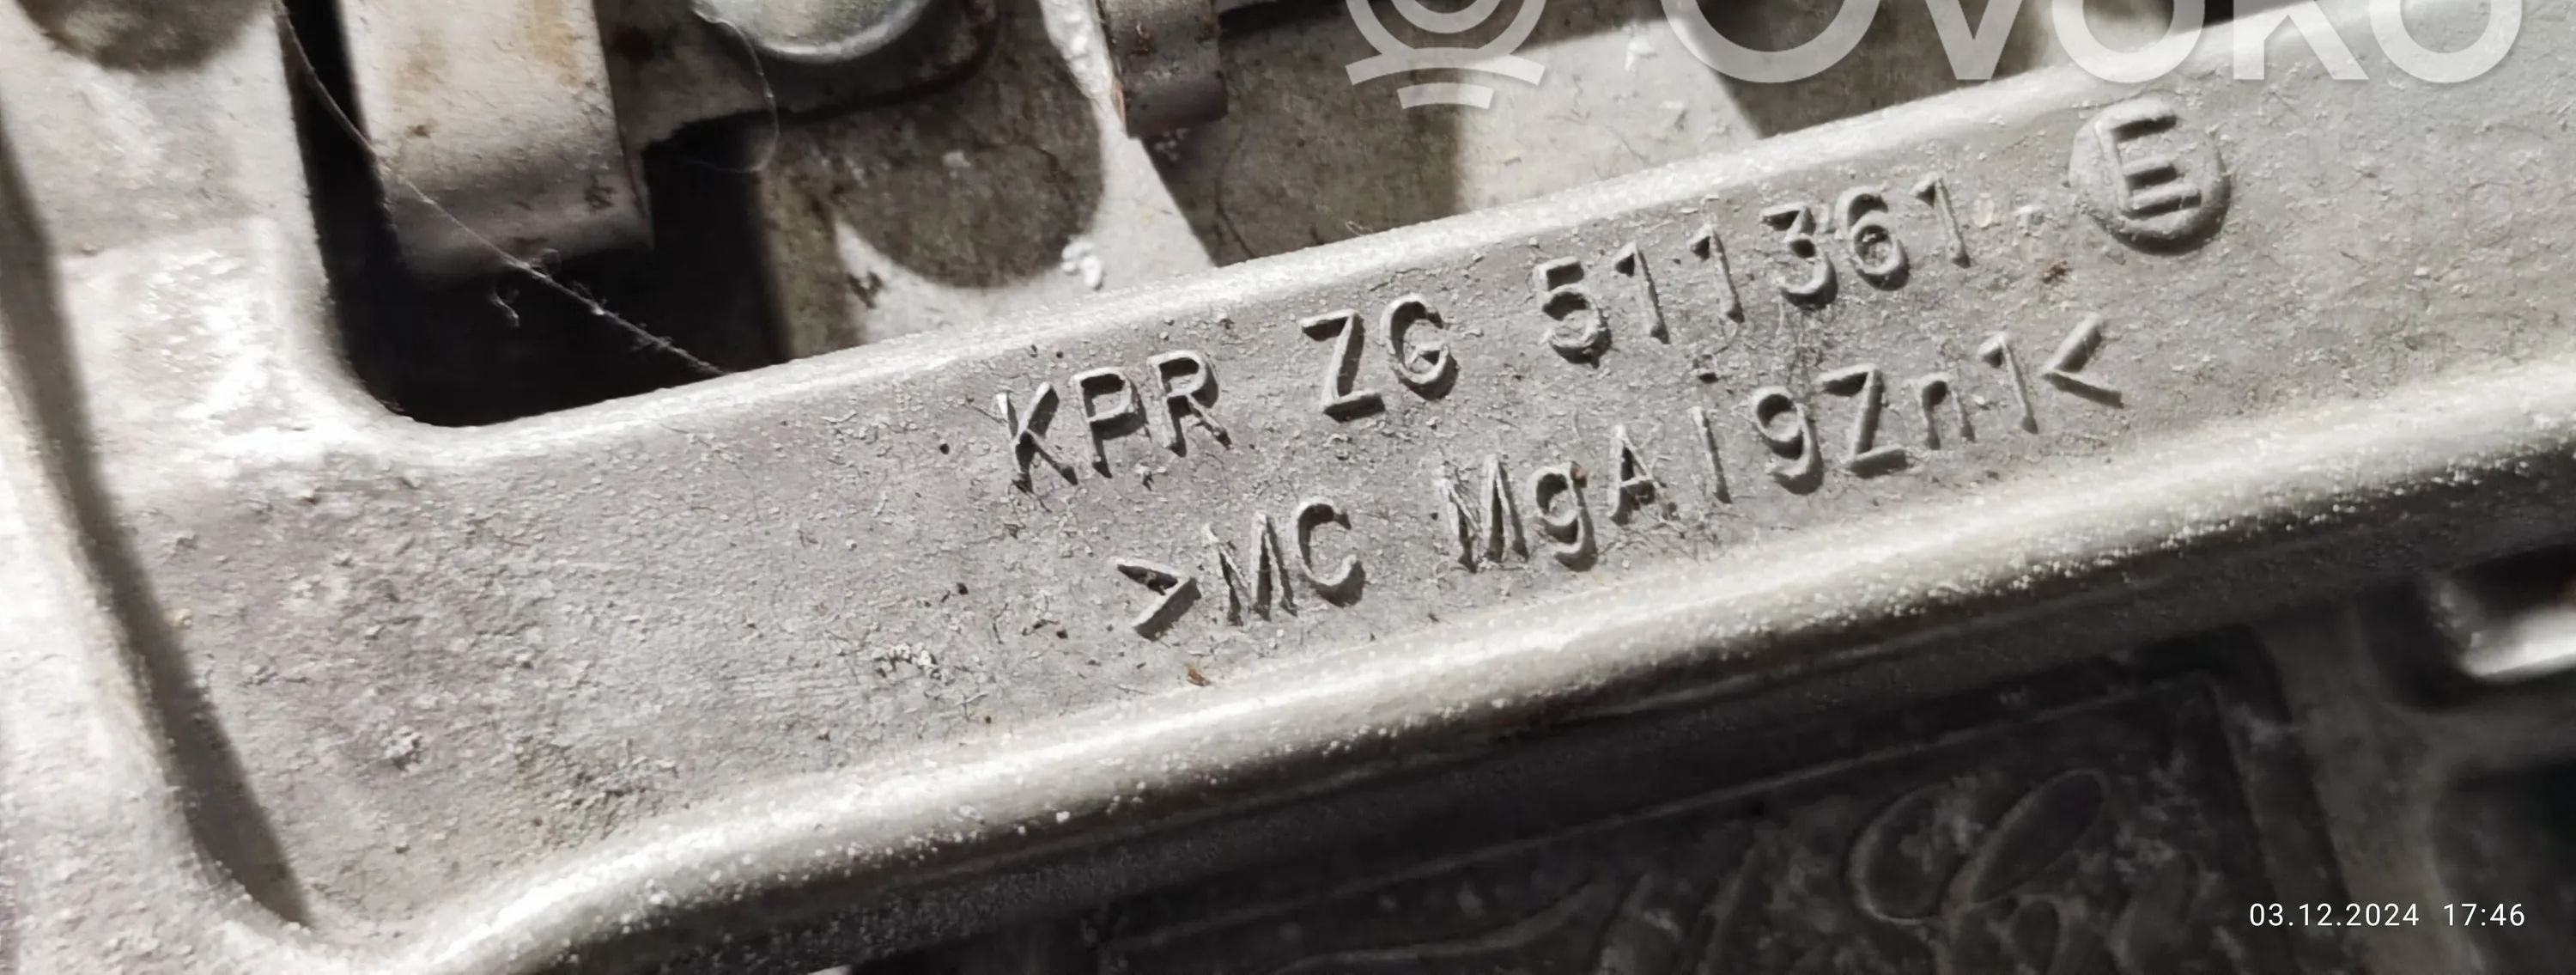 OVOKO
KPR ZG 511361 E
>MC MgAl9Zn1<
03.12.2024 17:46